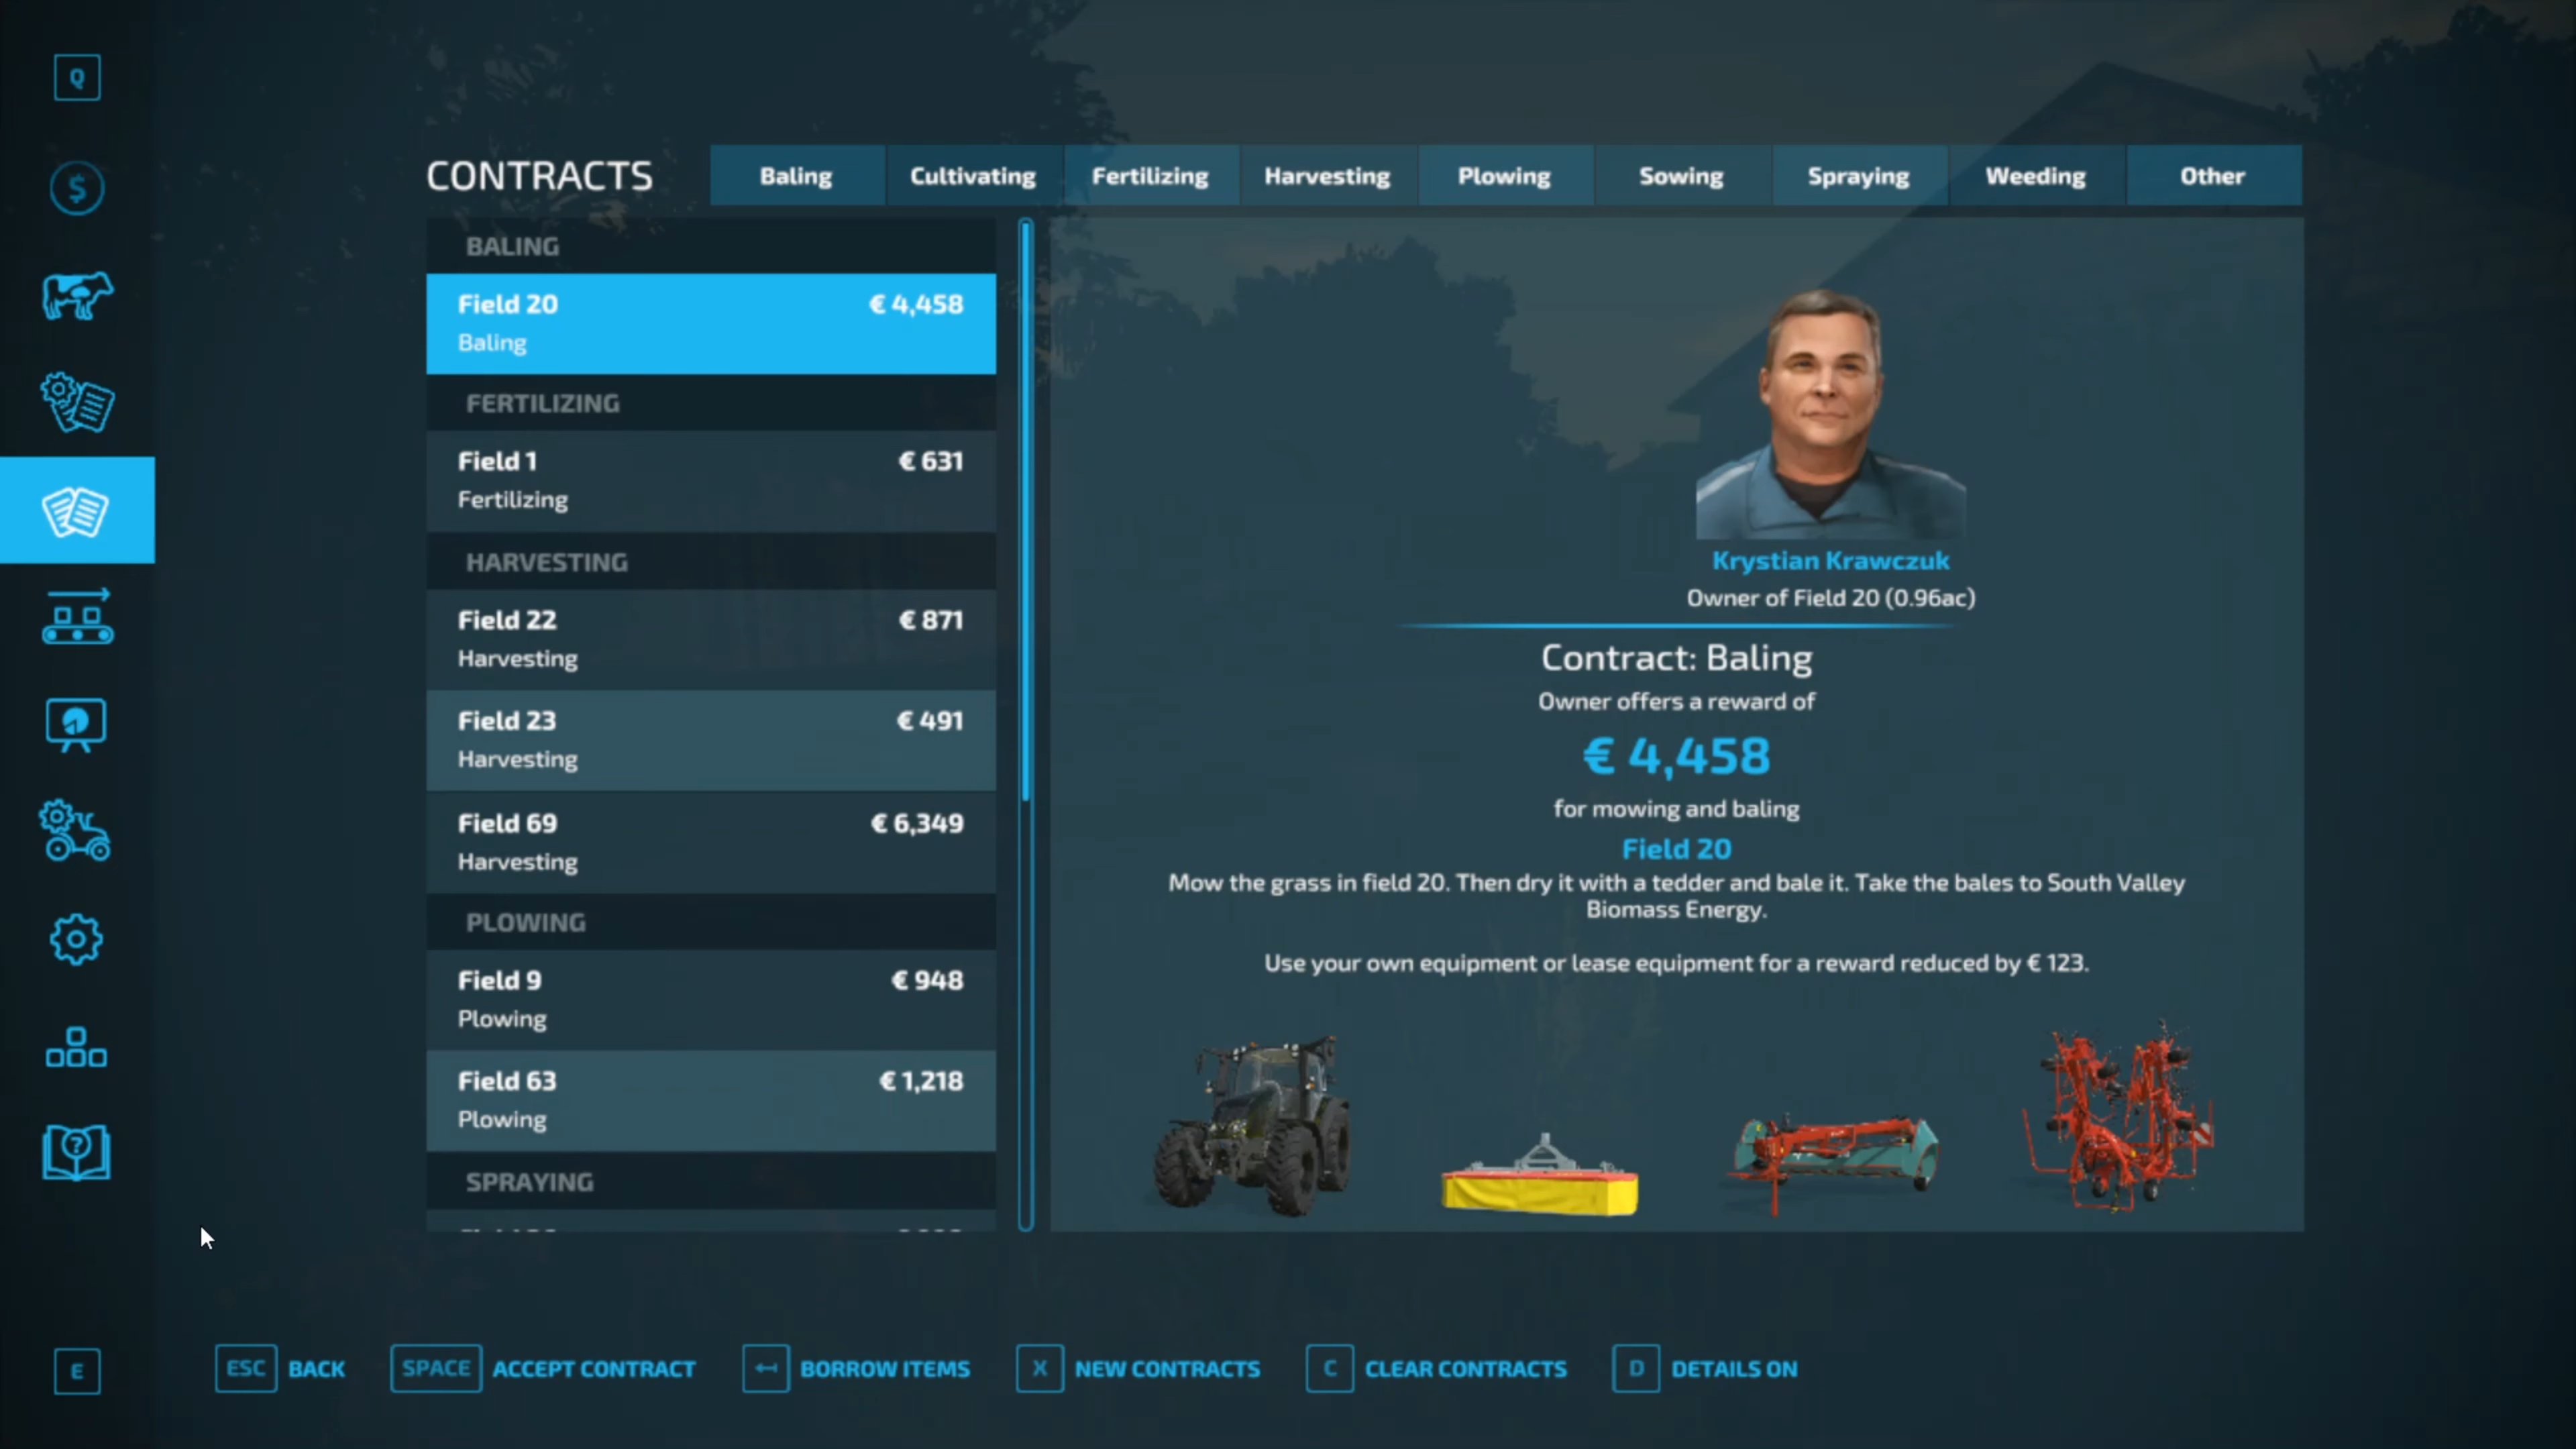 Q
CONTRACTS
Baling Cultivating Fertilizing Harvesting Plowing Sowing Spraying Weeding Other
BALING
Field 20 € 4,458
Baling
FERTILIZING
Field 1 € 631
Fertilizing
HARVESTING
Field 22 € 871
Harvesting
Field 23 € 491
Harvesting
Field 69 € 6,349
Harvesting
PLOWING
Field 9 € 948
Plowing
Field 63 € 1,218
Plowing
SPRAYING
Krystian Krawczuk
Owner of Field 20 (0.96ac)
Contract: Baling
Owner offers a reward of
€ 4,458
for mowing and baling
Field 20
Mow the grass in field 20. Then dry it with a tedder and bale it. Take the bales to South Valley
Biomass Energy.
Use your own equipment or lease equipment for a reward reduced by € 123.
E
ESC BACK SPACE ACCEPT CONTRACT BORROW ITEMS X NEW CONTRACTS C CLEAR CONTRACTS D DETAILS ON